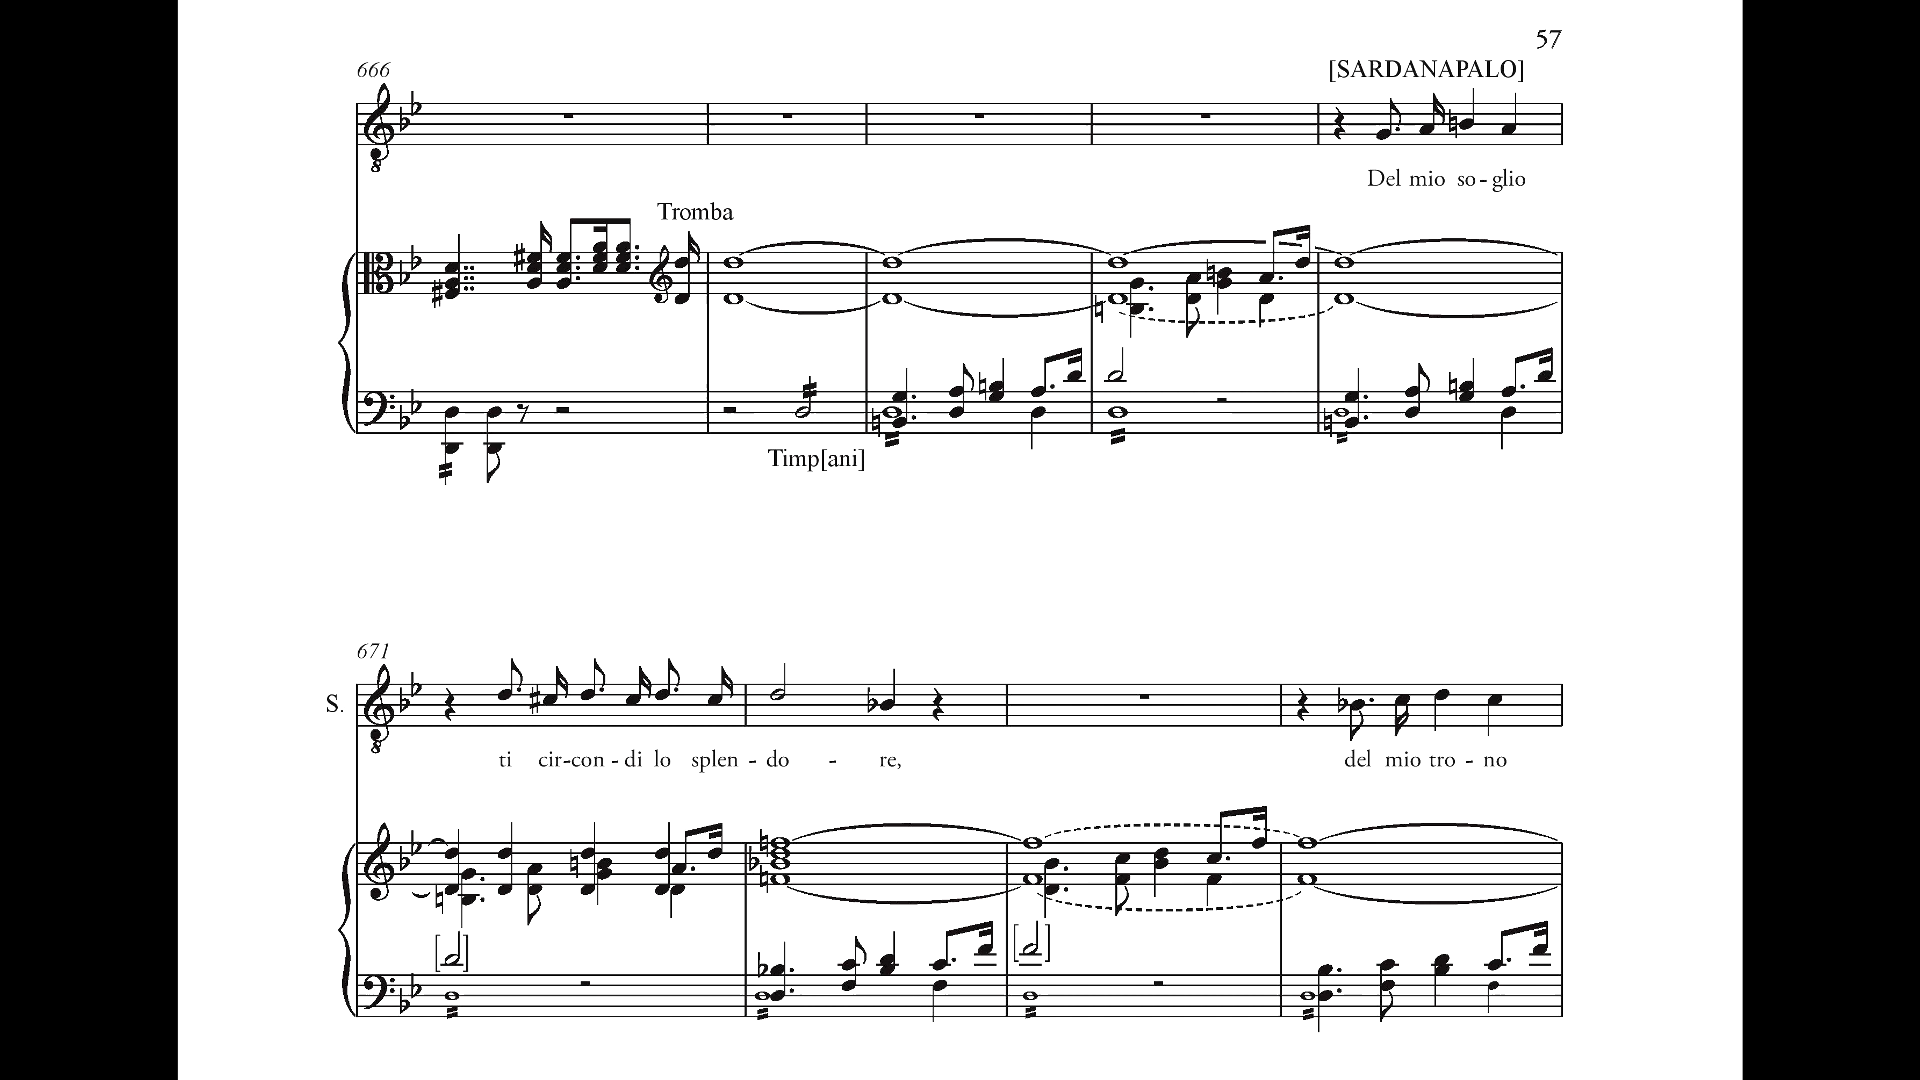 57
666
[SARDANAPALO]
Del mio so-glio
Tromba
Timp[ani]
671
S.
ti cir-con-di lo splen-do-re, del mio tro-no